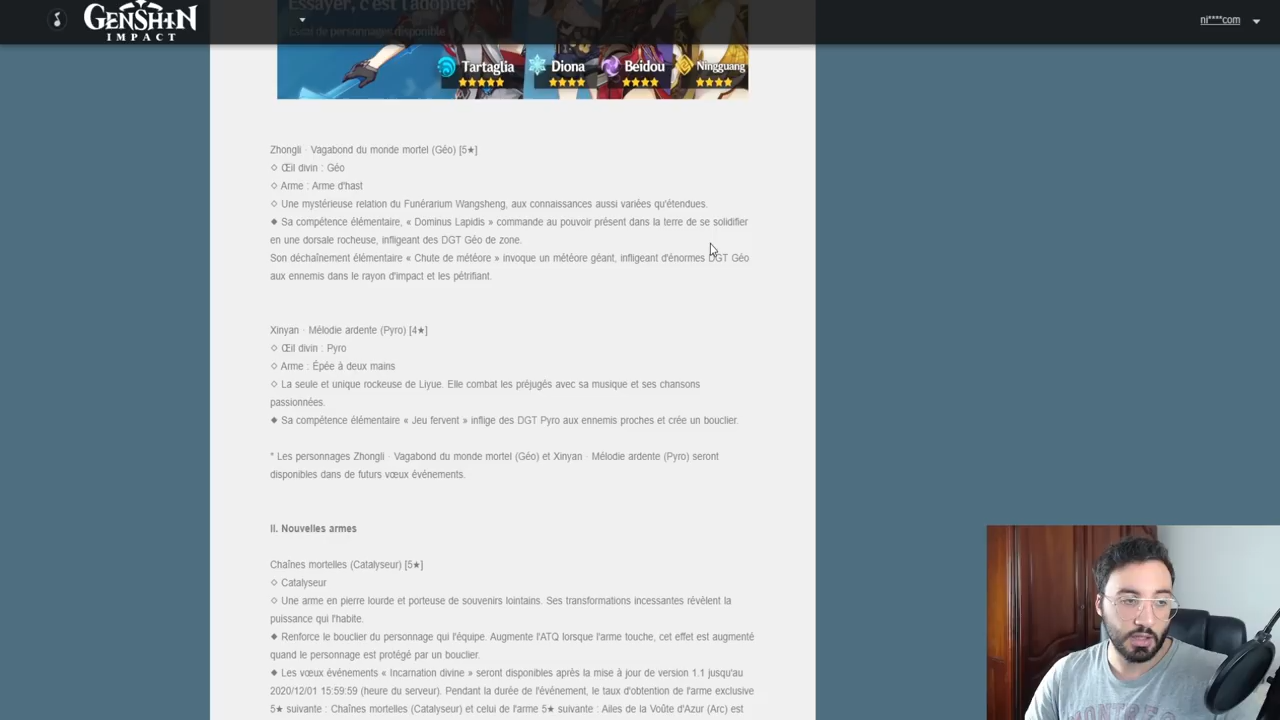 GENSHIN
IMPACT
ni****com
Essayer, c'est l'adopter
Essai de personnages disponible
Tartaglia
Diona
Beidou
Ningguang
Zhongli · Vagabond du monde mortel (Géo) [5★]
◇ Œil divin : Géo
◇ Arme : Arme d'hast
◇ Une mystérieuse relation du Funérarium Wangsheng, aux connaissances aussi variées qu'étendues.
◆ Sa compétence élémentaire, « Dominus Lapidis » commande au pouvoir présent dans la terre de se solidifier
en une dorsale rocheuse, infligeant des DGT Géo de zone.
Son déchaînement élémentaire « Chute de météore » invoque un météore géant, infligeant d'énormes DGT Géo
aux ennemis dans le rayon d'impact et les pétrifiant.
Xinyan · Mélodie ardente (Pyro) [4★]
◇ Œil divin : Pyro
◇ Arme : Épée à deux mains
◇ La seule et unique rockeuse de Liyue. Elle combat les préjugés avec sa musique et ses chansons
passionnées.
◆ Sa compétence élémentaire « Jeu fervent » inflige des DGT Pyro aux ennemis proches et crée un bouclier.
* Les personnages Zhongli · Vagabond du monde mortel (Géo) et Xinyan · Mélodie ardente (Pyro) seront
disponibles dans de futurs vœux événements.
II. Nouvelles armes
Chaînes mortelles (Catalyseur) [5★]
◇ Catalyseur
◇ Une arme en pierre lourde et porteuse de souvenirs lointains. Ses transformations incessantes révèlent la
puissance qui l'habite.
◆ Renforce le bouclier du personnage qui l'équipe. Augmente l'ATQ lorsque l'arme touche, cet effet est augmenté
quand le personnage est protégé par un bouclier.
◆ Les vœux événements « Incarnation divine » seront disponibles après la mise à jour de version 1.1 jusqu'au
2020/12/01 15:59:59 (heure du serveur). Pendant la durée de l'événement, le taux d'obtention de l'arme exclusive
5★ suivante : Chaînes mortelles (Catalyseur) et celui de l'arme 5★ suivante : Ailes de la Voûte d'Azur (Arc) est